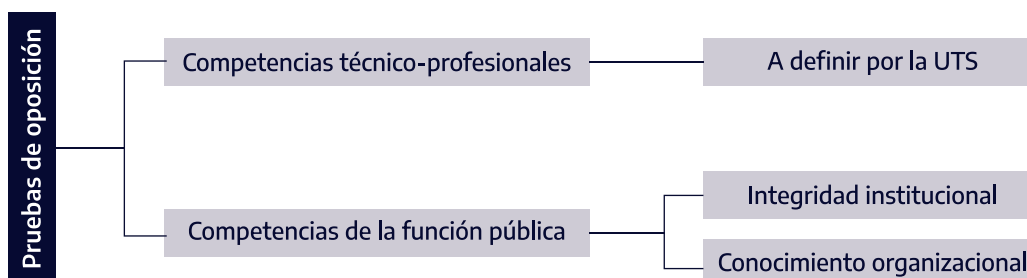 Pruebas de oposición
Competencias técnico-profesionales
A definir por la UTS
Competencias de la función pública
Integridad institucional
Conocimiento organizacional